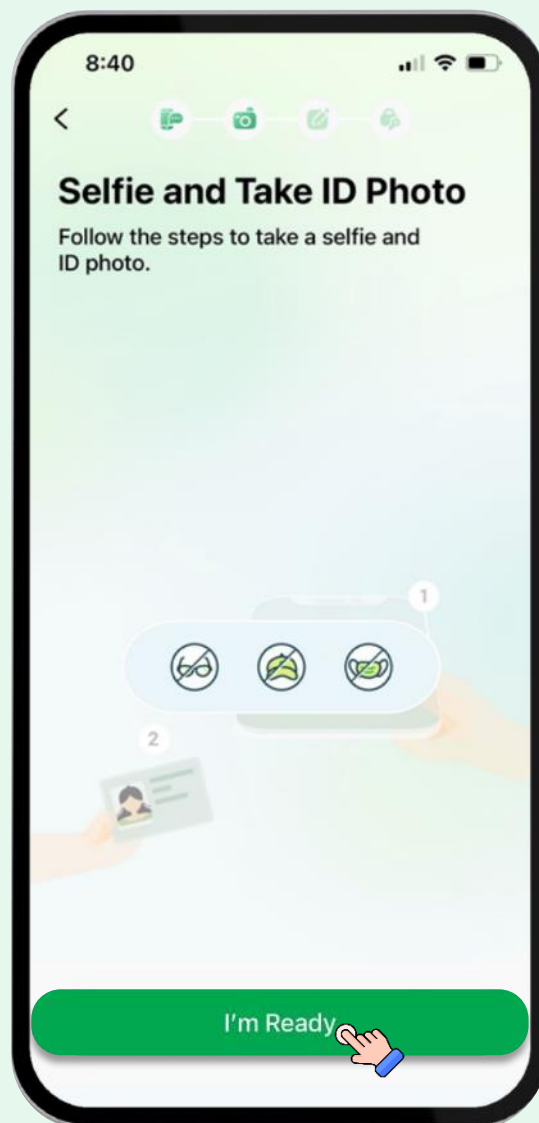 8:40
Selfie and Take ID Photo
Follow the steps to take a selfie and
ID photo.
1
2
I'm Ready